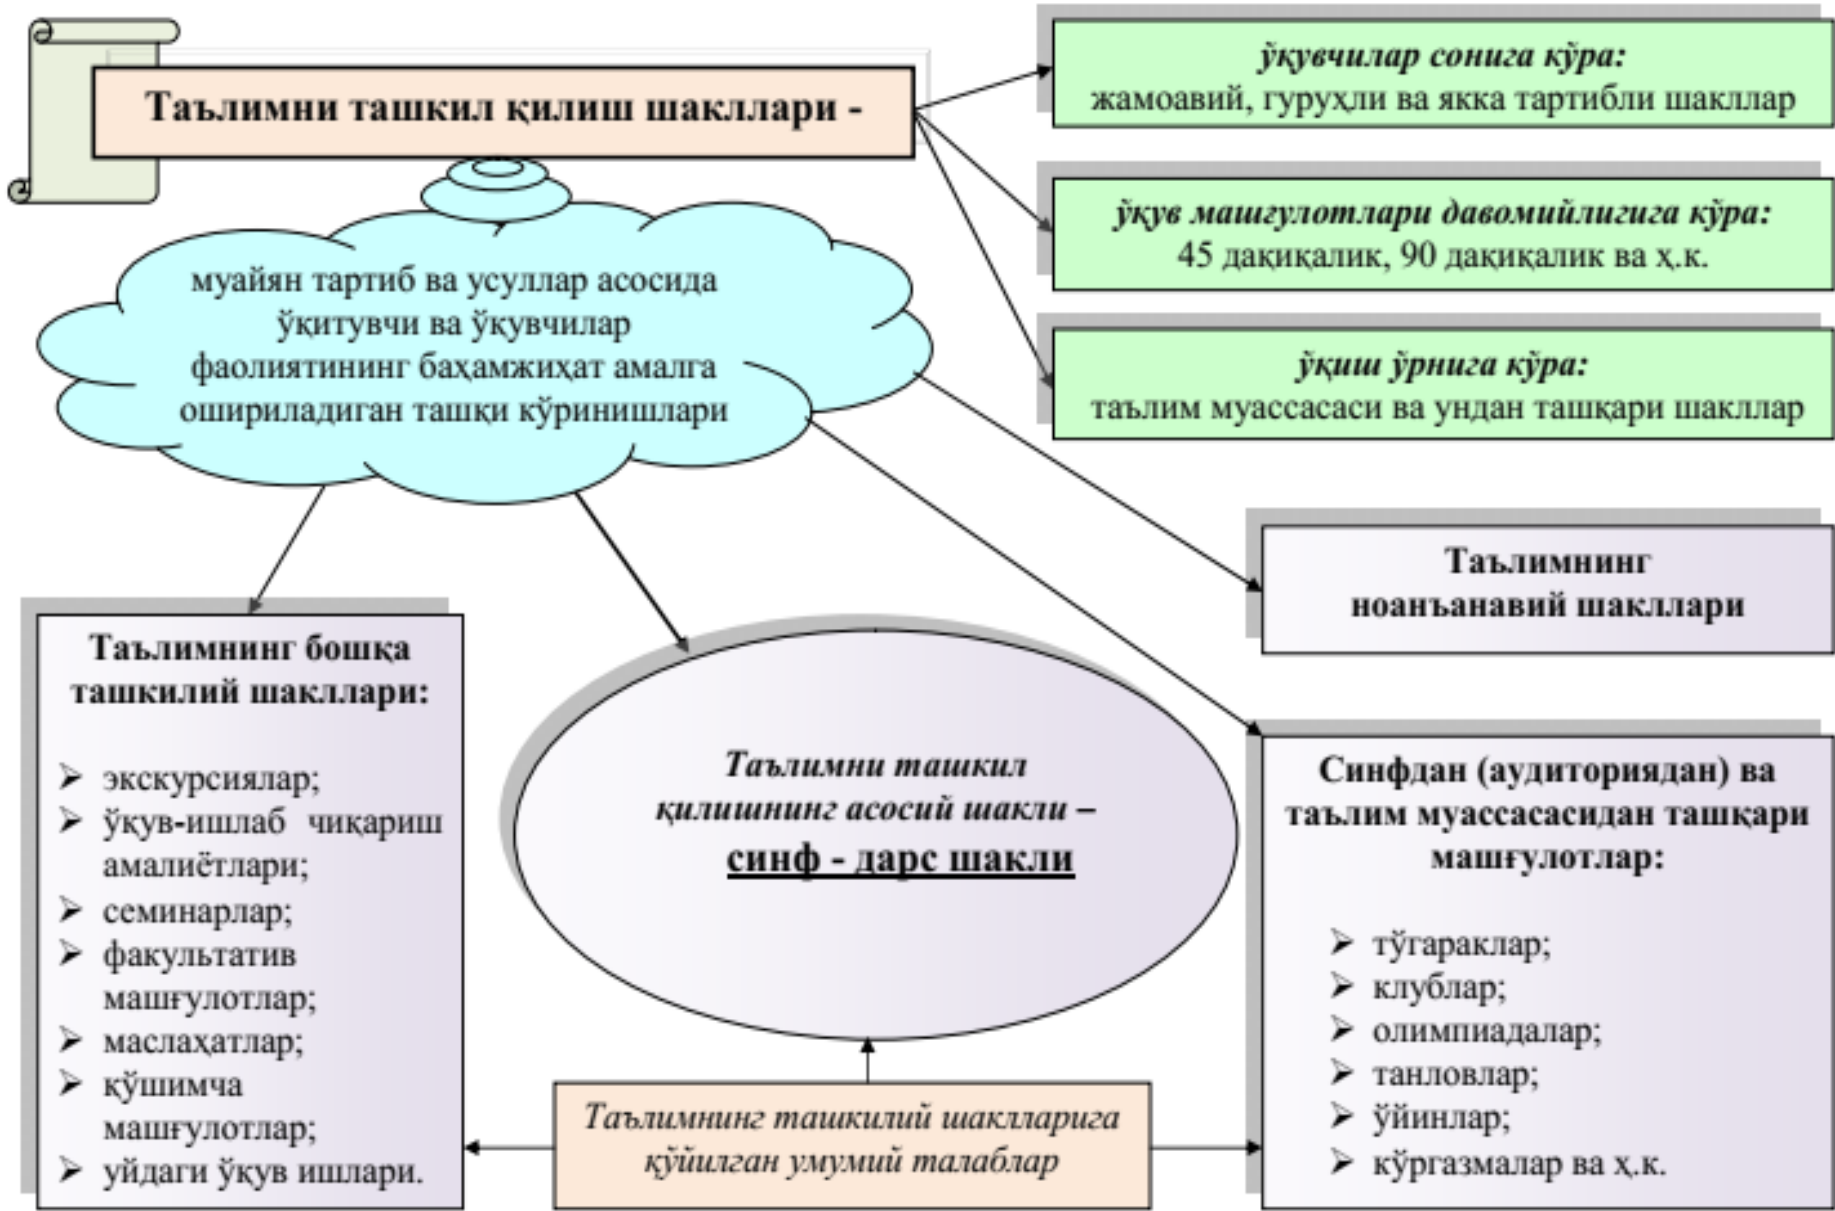 Таълимни ташкил қилиш шакллари -
ўқувчилар сонига кўра:
жамоавий, гуруҳли ва якка тартибли шакллар
ўқув машғулотлари давомийлигига кўра:
45 дақиқалик, 90 дақиқалик ва ҳ.к.
ўқиш ўрнига кўра:
таълим муассасаси ва ундан ташқари шакллар
муайян тартиб ва усуллар асосида
ўқитувчи ва ўқувчилар
фаолиятининг баҳамжиҳат амалга
ошириладиган ташқи кўринишлари
Таълимнинг
ноанъанавий шакллари
Таълимнинг бошқа
ташкилий шакллари:
экскурсиялар;
ўқув-ишлаб чиқариш
амалиётлари;
семинарлар;
факультатив
машғулотлар;
маслаҳатлар;
қўшимча
машғулотлар;
уйдаги ўқув ишлари.
Таълимни ташкил
қилишнинг асосий шакли –
синф - дарс шакли
Синфдан (аудиториядан) ва
таълим муассасасидан ташқари
машғулотлар:
тўгараклар;
клублар;
олимпиадалар;
танловлар;
ўйинлар;
кўргазмалар ва ҳ.к.
Таълимнинг ташкилий шаклларига
қўйилган умумий талаблар